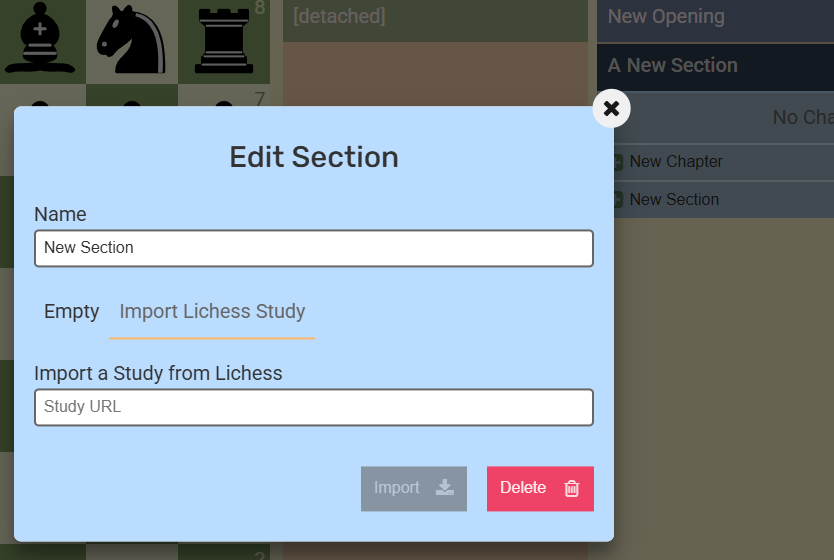 8
[detached]
New Opening
A New Section
7
No Cha
Edit Section
New Chapter
Name
New Section
New Section
Empty
Import Lichess Study
Import a Study from Lichess
Study URL
Import
Delete
2